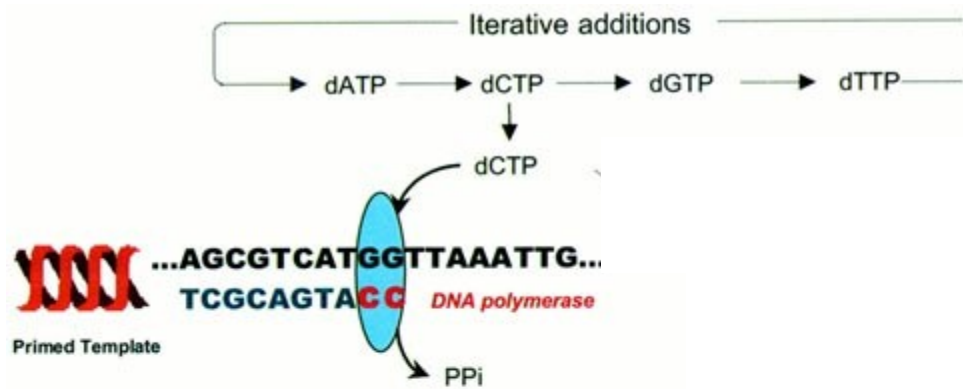 Iterative additions
dATP dCTP dGTP dTTP
dCTP
...AGCGTCATGGTTAAATTG...
TCGCAGTACC DNA polymerase
Primed Template
PPi